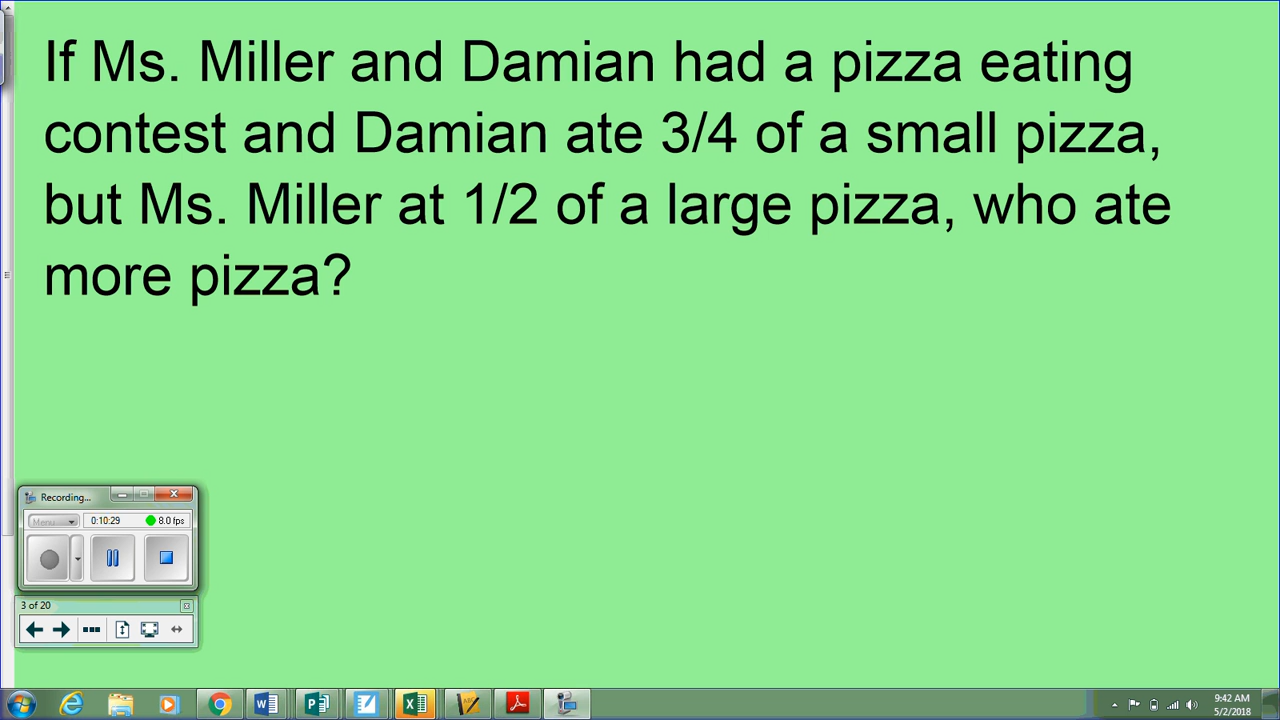 If Ms. Miller and Damian had a pizza eating
contest and Damian ate 3/4 of a small pizza,
but Ms. Miller at 1/2 of a large pizza, who ate
more pizza?
Recording...
Menu
0:10:29
8.0 fps
3 of 20
9:42 AM
5/2/2018